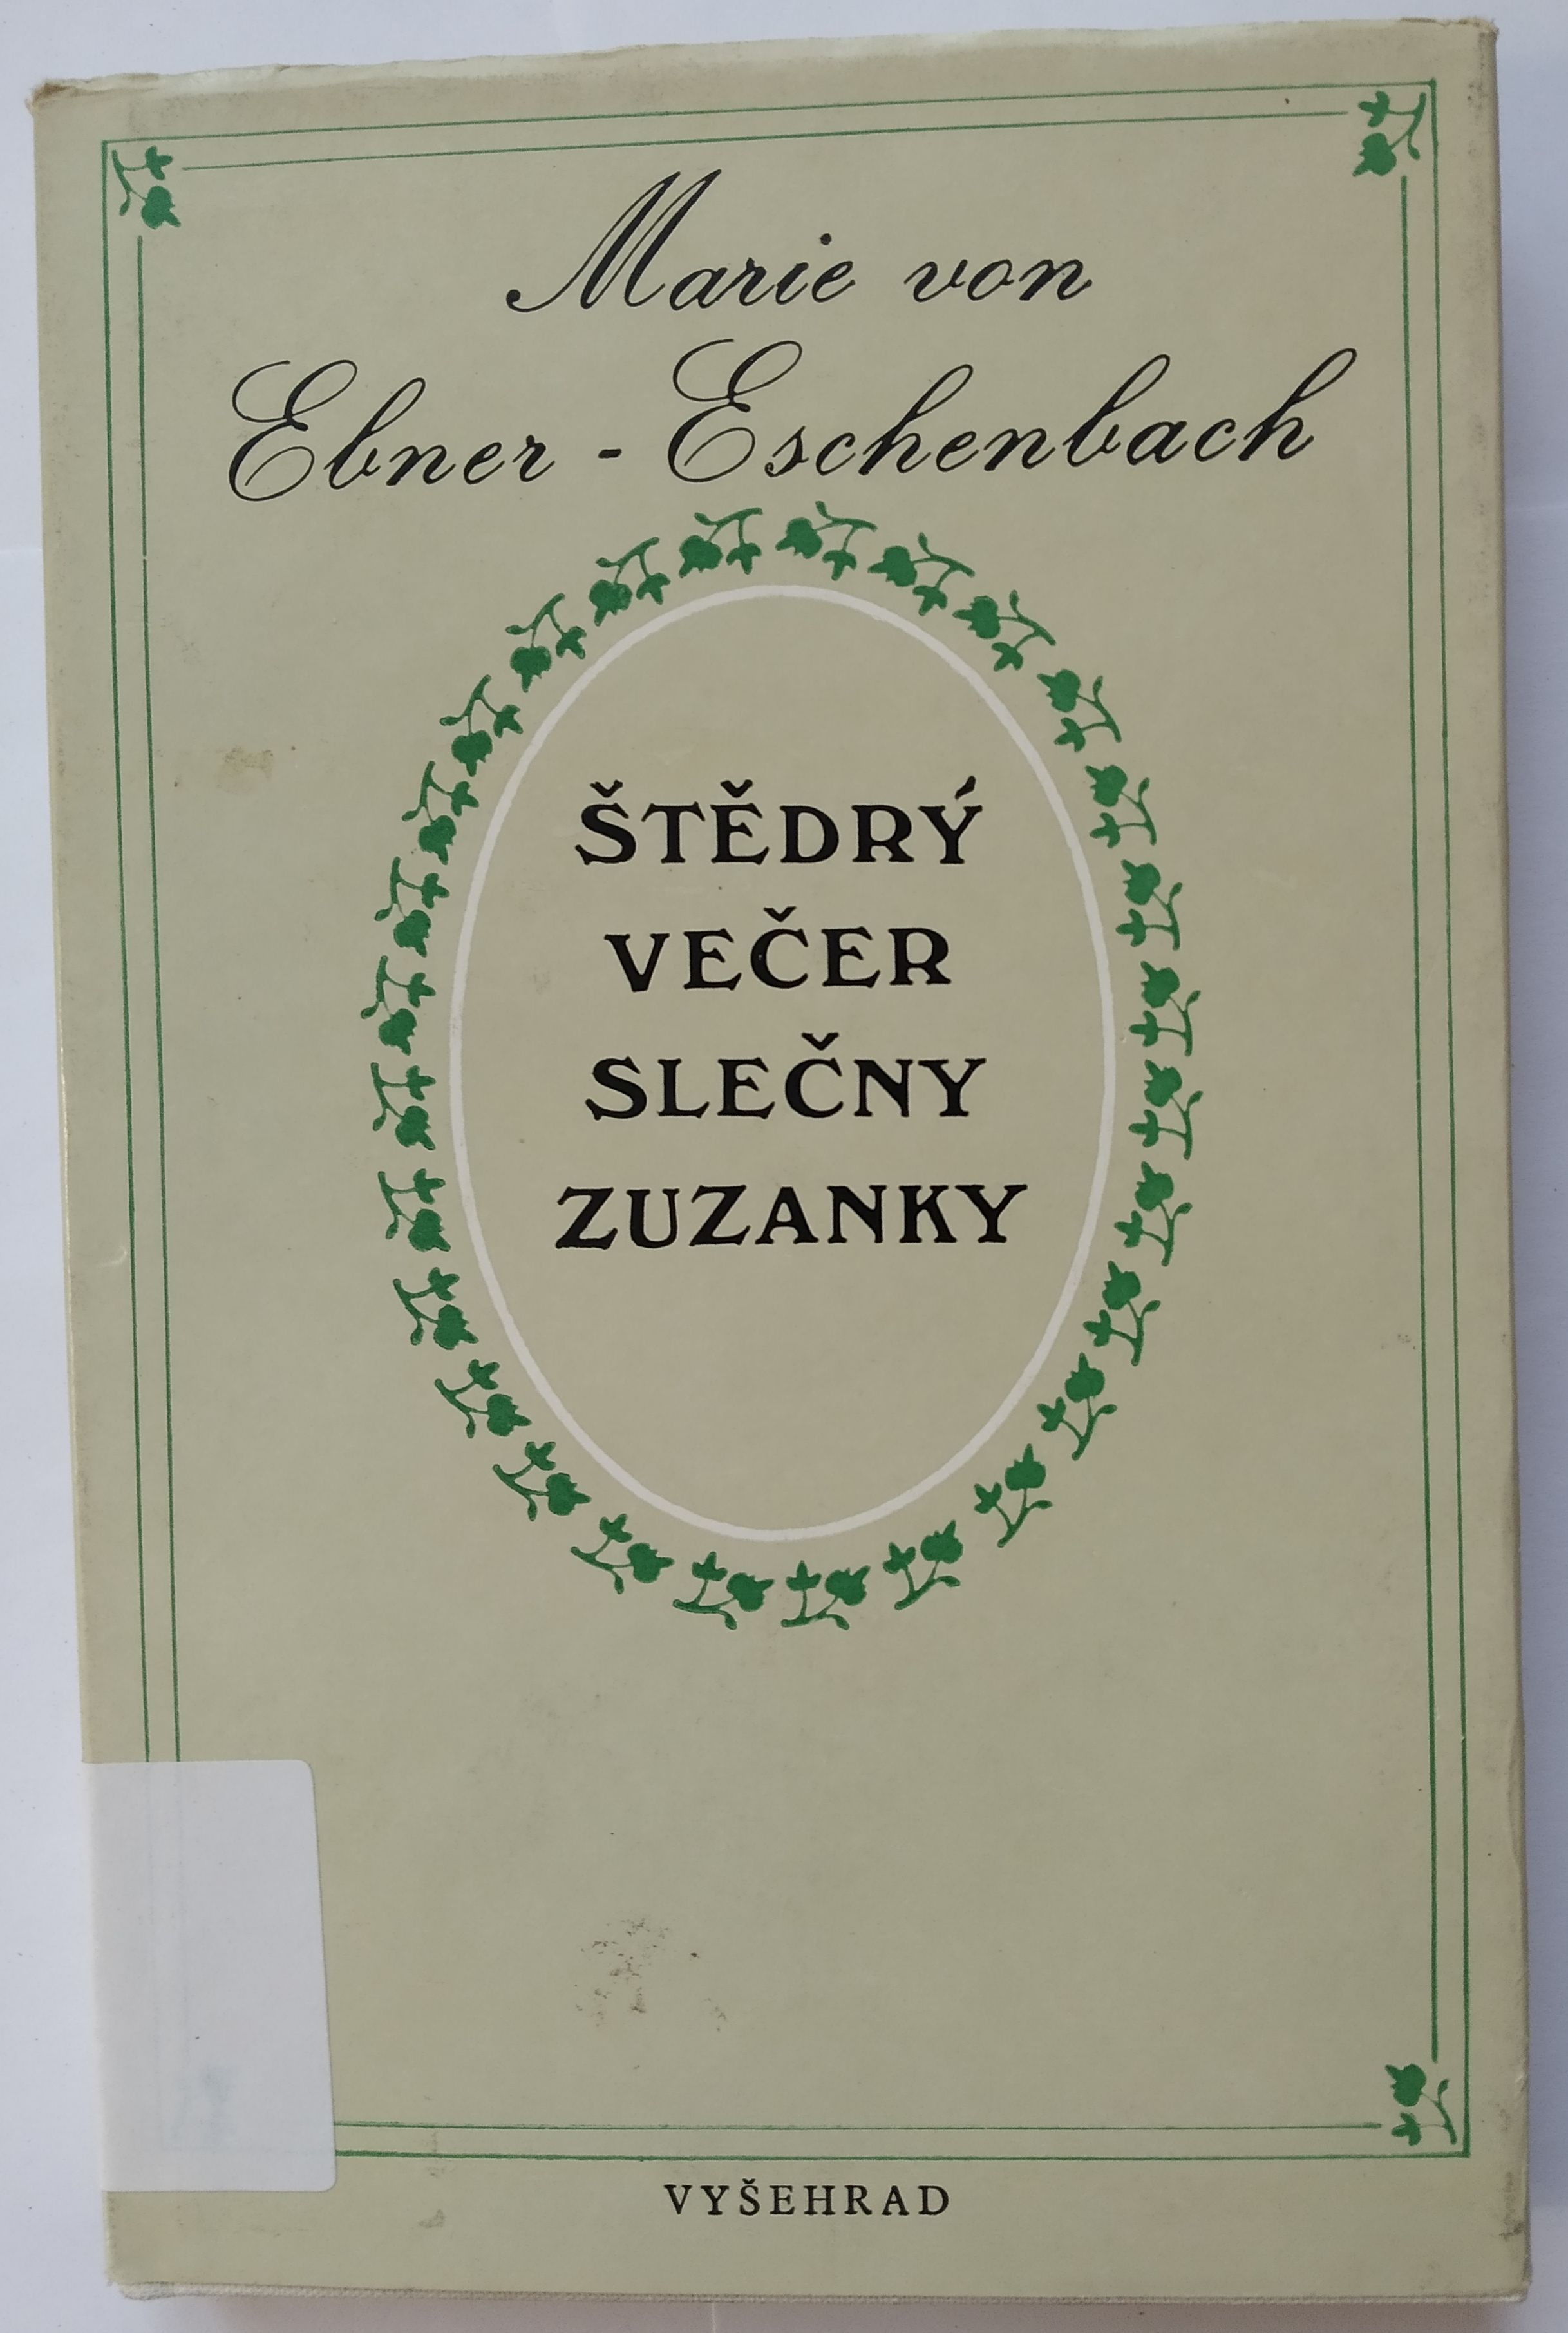 Marie von
Ebner - Eschenbach
ŠTĚDRÝ
VEČER
SLEČNY
ZUZANKY
VYŠEHRAD